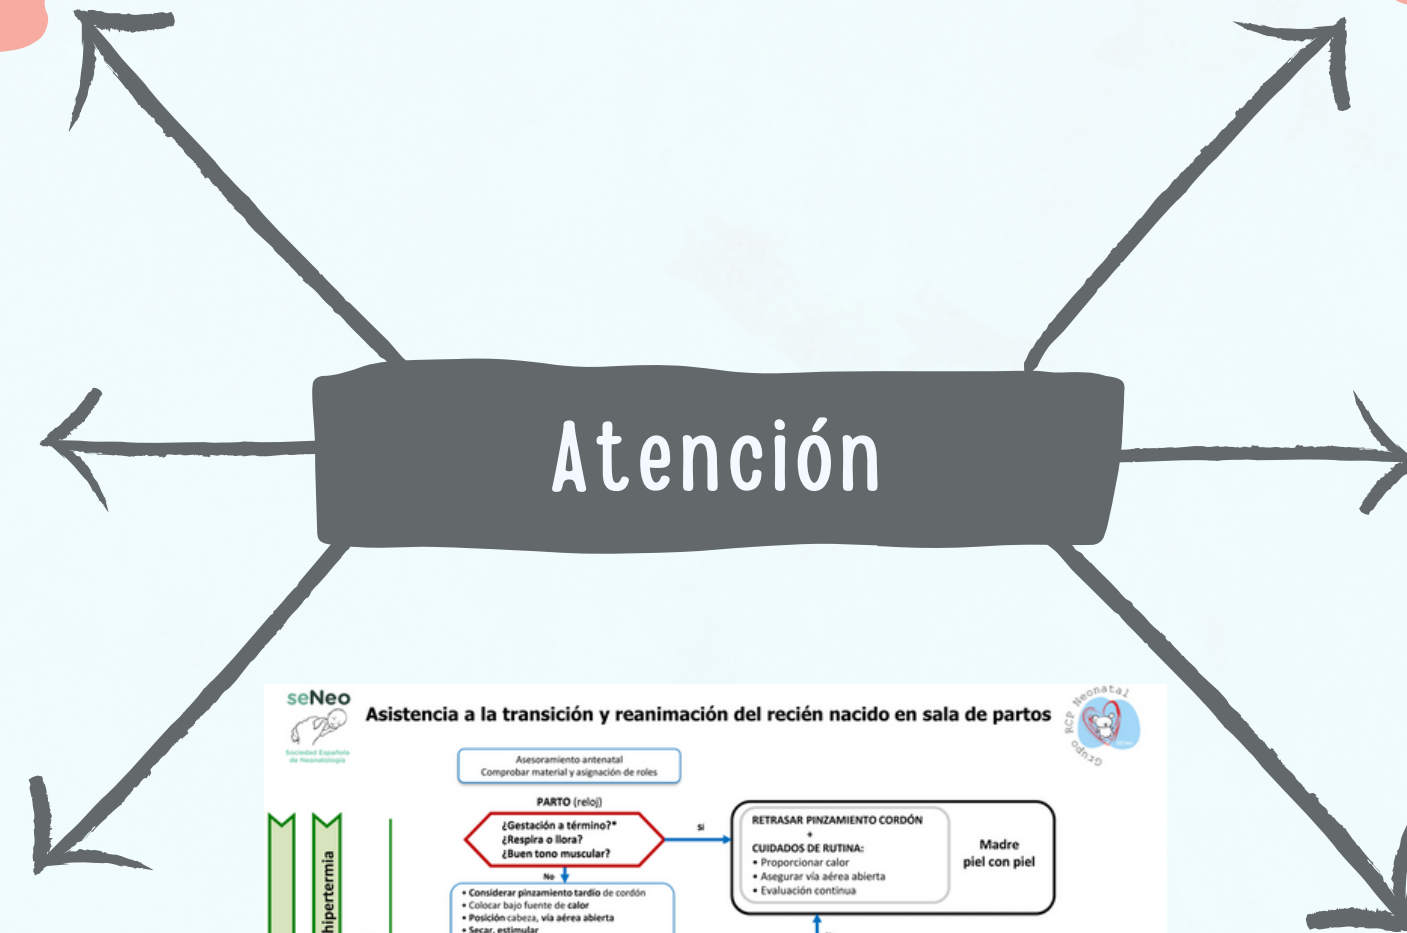 Atención
seNeo
Sociedad Española
de Neonatología
Asistencia a la transición y reanimación del recién nacido en sala de partos
Grupo RCP Neonatal
Asesoramiento antenatal
Comprobar material y asignación de roles
PARTO (reloj)
¿Gestación a término?*
¿Respira o llora?
¿Buen tono muscular?
si
RETRASAR PINZAMIENTO CORDÓN
+
CUIDADOS DE RUTINA:
• Proporcionar calor
• Asegurar vía aérea abierta
• Evaluación continua
Madre
piel con piel
No
• Considerar pinzamiento tardío de cordón
• Colocar bajo fuente de calor
• Posición cabeza, vía aérea abierta
• Secar, estimular
hipertermia